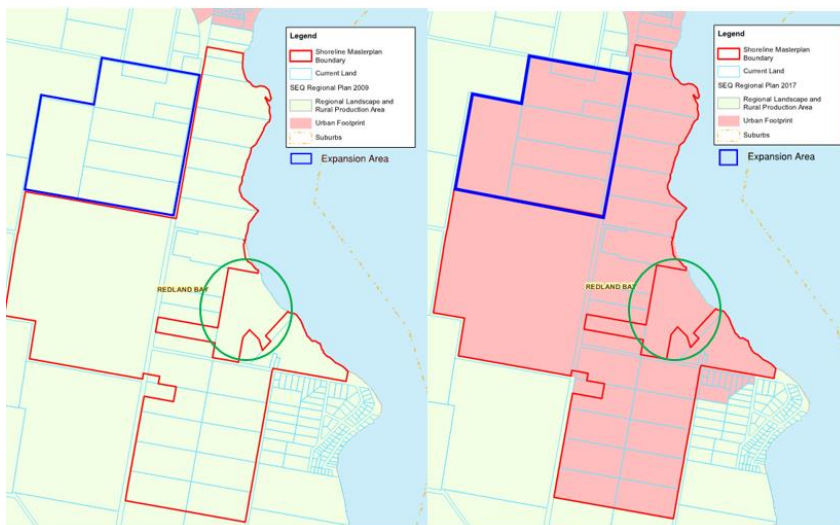 Legend
Shoreline Masterplan
Boundary
Current Land
SEQ Regional Plan 2009
Regional Landscape and
Rural Production Area
Urban Footprint
Suburbs
Expansion Area
REDLAND BAY
Legend
Shoreline Masterplan
Boundary
Current Land
SEQ Regional Plan 2017
Regional Landscape and
Rural Production Area
Urban Footprint
Suburbs
Expansion Area
REDLAND BAY